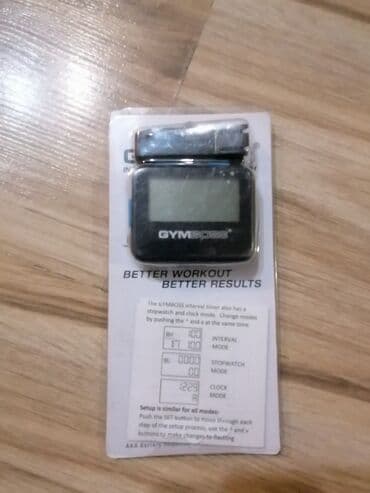 GYMBOSS
BETTER WORKOUT
BETTER RESULTS
The GYMBOSS interval timer also has a
stopwatch and clock mode. Change modes
by pushing the ^ and v at the same time.
INTERVAL
MODE
STOPWATCH
MODE
CLOCK
MODE
Setup is similar for all modes:
Push the SET button to move through each
step of the setup process, use the ^ and v
buttons to make changes to flashing